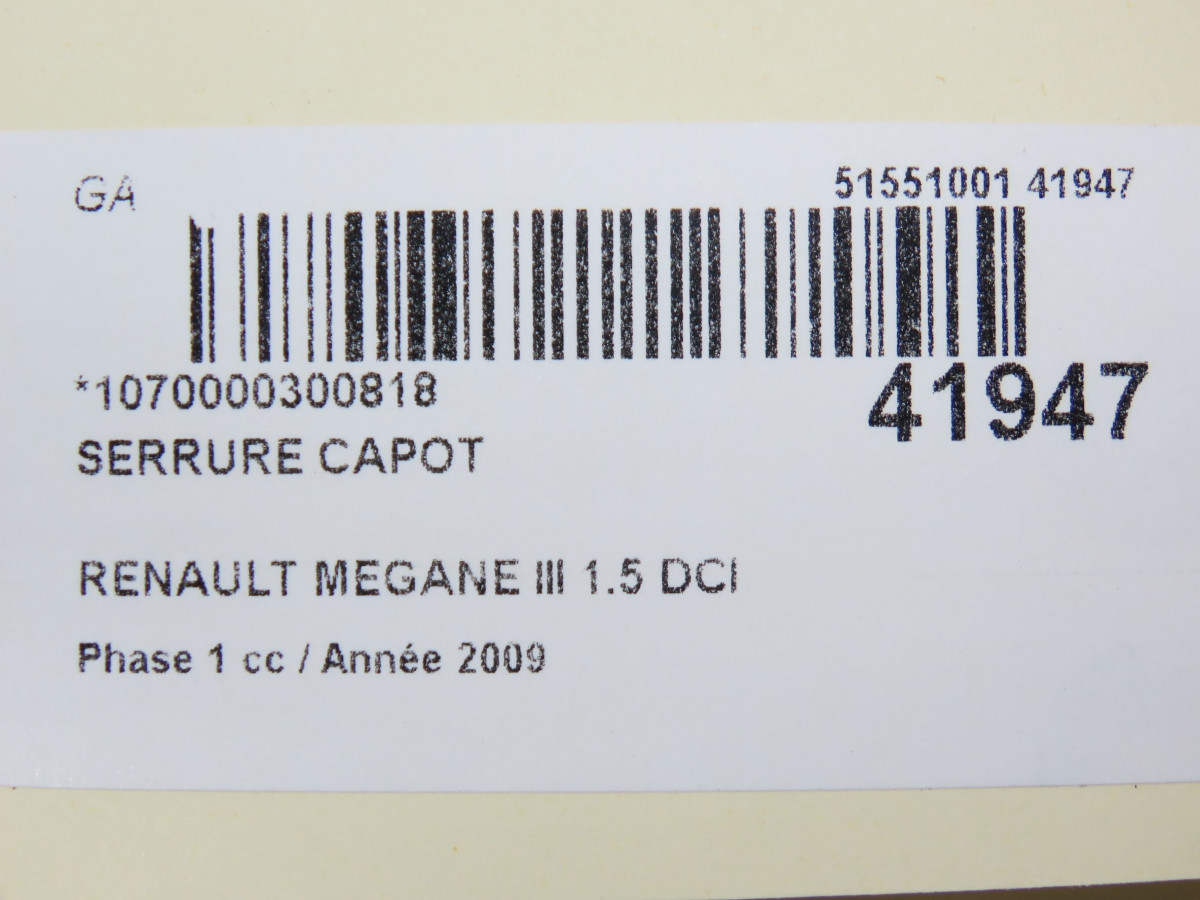 GA
51551001 41947
*1070000300818
41947
SERRURE CAPOT
RENAULT MEGANE III 1.5 DCI
Phase 1 cc / Année 2009